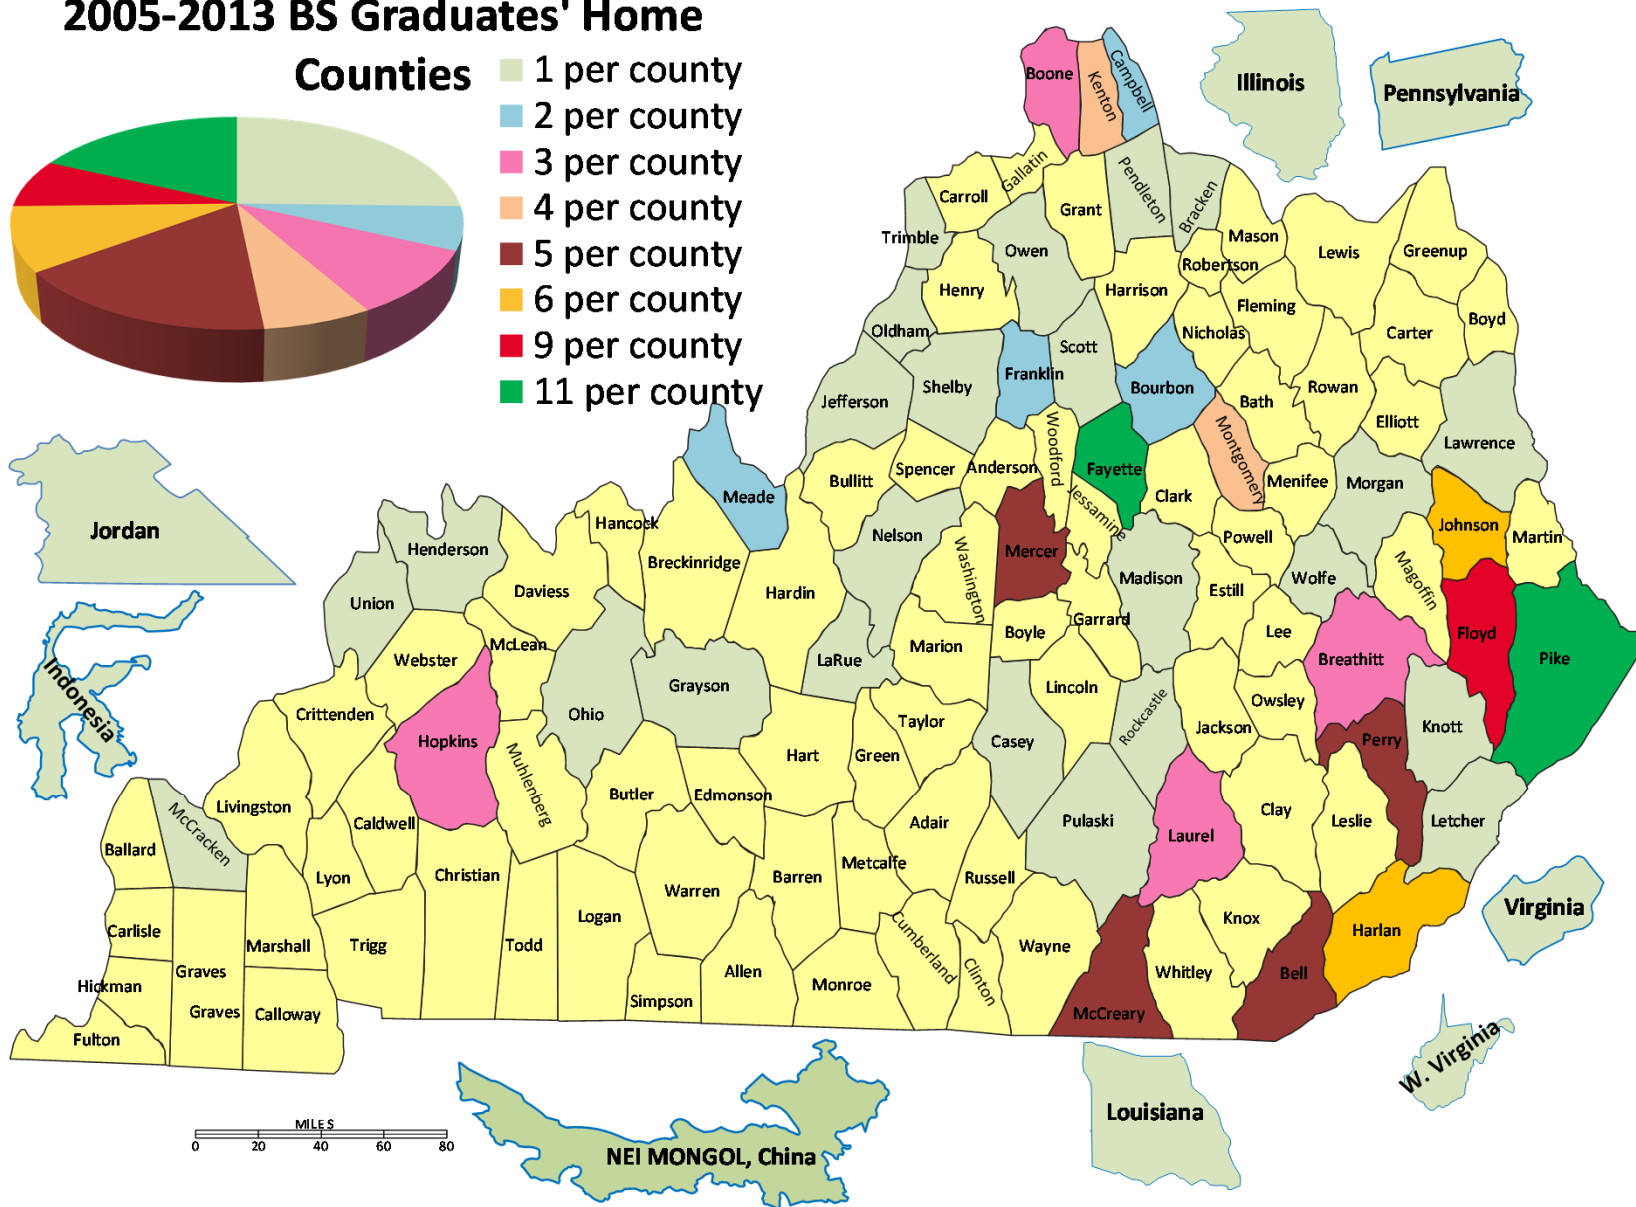 2005-2013 BS Graduates' Home
Counties
1 per county
2 per county
3 per county
4 per county
5 per county
6 per county
9 per county
11 per county
Illinois
Pennsylvania
Boone
Kenton
Campbell
Gallatin
Pendleton
Bracken
Carroll
Grant
Trimble
Owen
Mason
Lewis
Greenup
Robertson
Henry
Harrison
Fleming
Boyd
Oldham
Nicholas
Carter
Scott
Shelby
Franklin
Bourbon
Rowan
Jefferson
Bath
Elliott
Woodford
Montgomery
Lawrence
Spencer
Anderson
Fayette
Bullitt
Menifee
Morgan
Meade
Clark
Jessamine
Jordan
Hancock
Johnson
Nelson
Powell
Martin
Henderson
Mercer
Breckinridge
Washington
Madison
Wolfe
Magoffin
Daviess
Hardin
Estill
Union
Garrard
Boyle
Lee
Floyd
McLean
Marion
Webster
LaRue
Breathitt
Pike
Indonesia
Grayson
Lincoln
Owsley
Crittenden
Ohio
Taylor
Rockcastle
Jackson
Knott
Hopkins
Casey
Perry
Hart
Green
Muhlenberg
Butler
Edmonson
Livingston
Clay
McCracken
Caldwell
Adair
Pulaski
Leslie
Letcher
Laurel
Ballard
Metcalfe
Lyon
Christian
Barren
Russell
Warren
Virginia
Logan
Knox
Carlisle
Cumberland
Harlan
Marshall
Trigg
Todd
Wayne
Graves
Allen
Clinton
Whitley
Bell
Hickman
Monroe
Simpson
Graves
Calloway
McCreary
Fulton
W. Virginia
Louisiana
MILES
0 20 40 60 80
NEI MONGOL, China